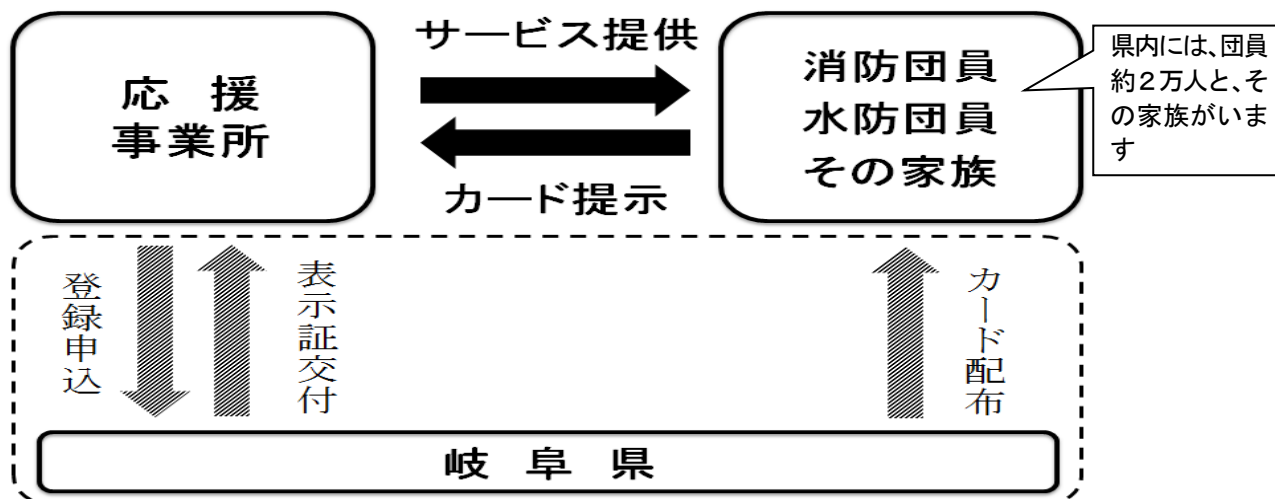 サービス提供
応 援
事業所
消防団員
水防団員
その家族
県内には、団員
約２万人と、そ
の家族がいま
す
カード提示
登録申込
表示証交付
カード配布
岐 阜 県